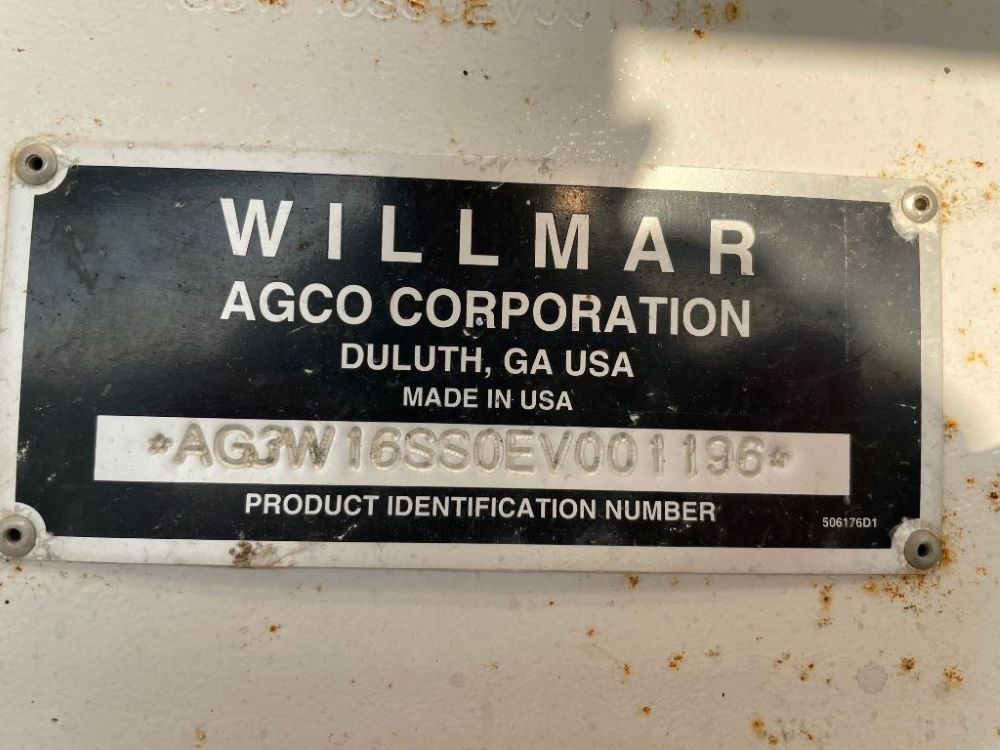 WILLMAR
AGCO CORPORATION
DULUTH, GA USA
MADE IN USA
*AG3W16SS0EV001196*
PRODUCT IDENTIFICATION NUMBER
506176D1